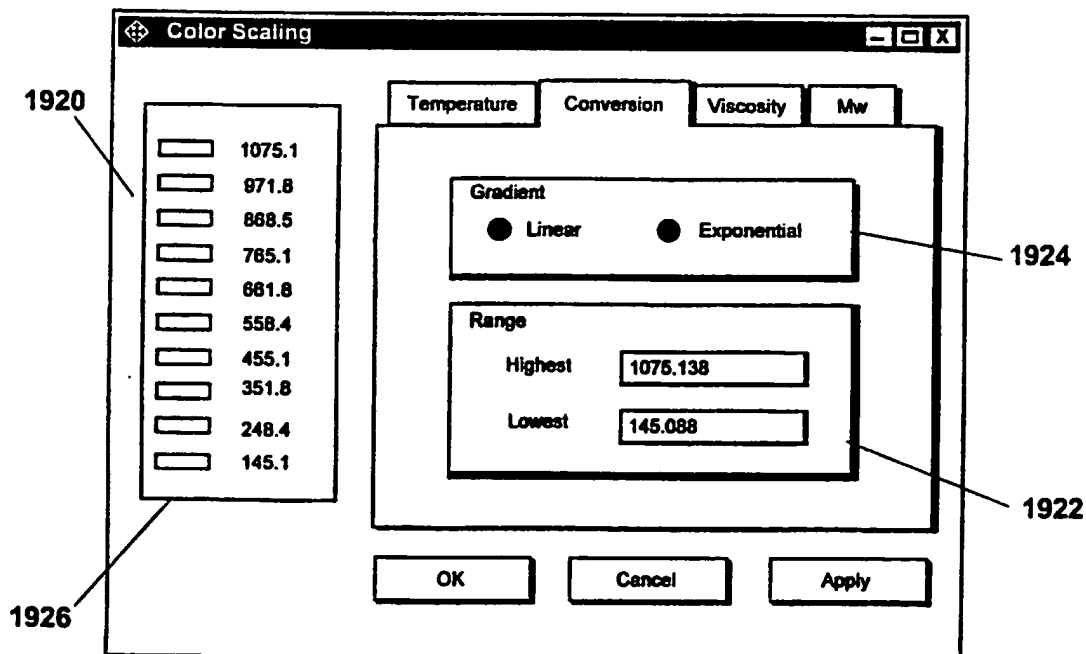 Color Scaling
1920
1075.1
971.8
868.5
765.1
661.8
558.4
455.1
351.8
248.4
145.1
1926
Temperature Conversion Viscosity Mw
Gradient
Linear Exponential
1924
Range
Highest 1075.138
Lowest 145.088
1922
OK Cancel Apply